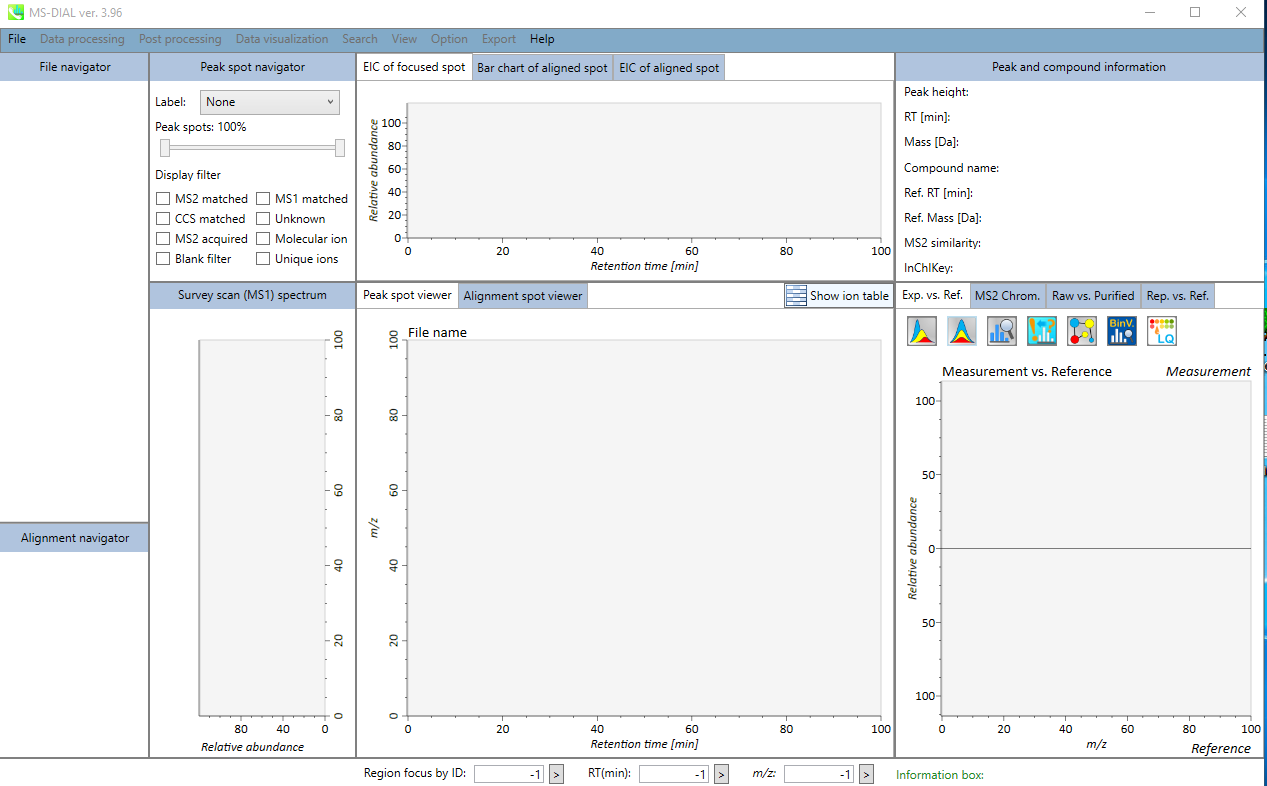 MS-DIAL ver. 3.96
File Data processing Post processing Data visualization Search View Option Export Help
File navigator
Alignment navigator
Peak spot navigator
Label: None
Peak spots: 100%
Display filter
MS2 matched MS1 matched
CCS matched Unknown
MS2 acquired Molecular ion
Blank filter Unique ions
Survey scan (MS1) spectrum
100
80
60
40
20
0
80 40 0
Relative abundance
EIC of focused spot Bar chart of aligned spot EIC of aligned spot
Relative abundance
100
80
60
40
20
0
0 20 40 60 80 100
Retention time [min]
Peak spot viewer Alignment spot viewer Show ion table
File name
m/z
100
80
60
40
20
0
0 20 40 60 80 100
Retention time [min]
Peak and compound information
Peak height:
RT [min]:
Mass [Da]:
Compound name:
Ref. RT [min]:
Ref. Mass [Da]:
MS2 similarity:
InChIKey:
Exp. vs. Ref. MS2 Chrom. Raw vs. Purified Rep. vs. Ref.
BinV.
LQ
Measurement vs. Reference Measurement
Relative abundance
100
50
0
50
100
0 20 40 60 80 100
m/z
Reference
Region focus by ID: -1 > RT(min): -1 > m/z: -1 > Information box: